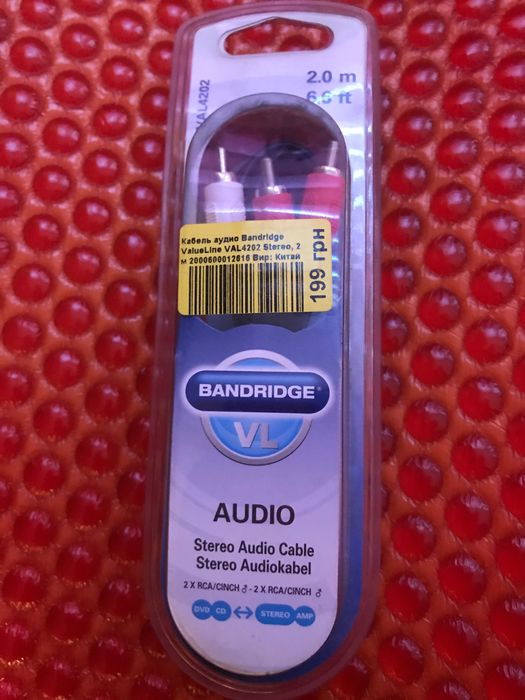 2.0 m
6.6 ft
VAL4202
Кабель аудио Bandridge
ValueLine VAL4202 Stereo, 2
м 2000600012616 Вир: Китай
199 грн
BANDRIDGE®
VL
AUDIO
Stereo Audio Cable
Stereo Audiokabel
2 X RCA/CINCH ♂ - 2 X RCA/CINCH ♂
DVD CD ↔ STEREO AMP